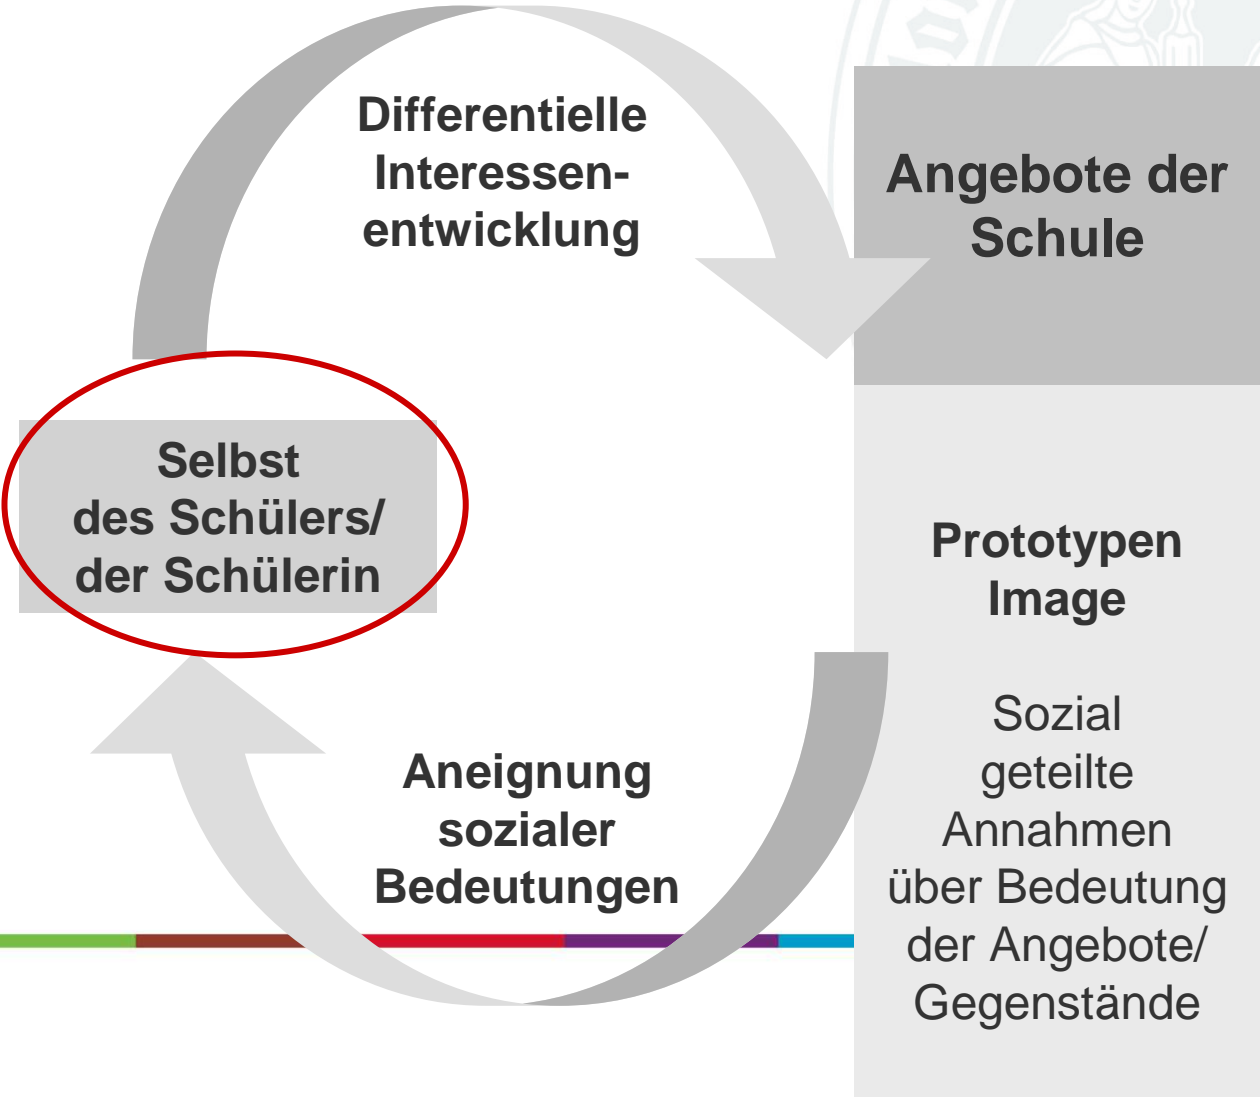 Differentielle
Interessen-
entwicklung
Angebote der
Schule
Selbst
des Schülers/
der Schülerin
Prototypen
Image
Sozial
geteilte
Annahmen
über Bedeutung
der Angebote/
Gegenstände
Aneignung
sozialer
Bedeutungen